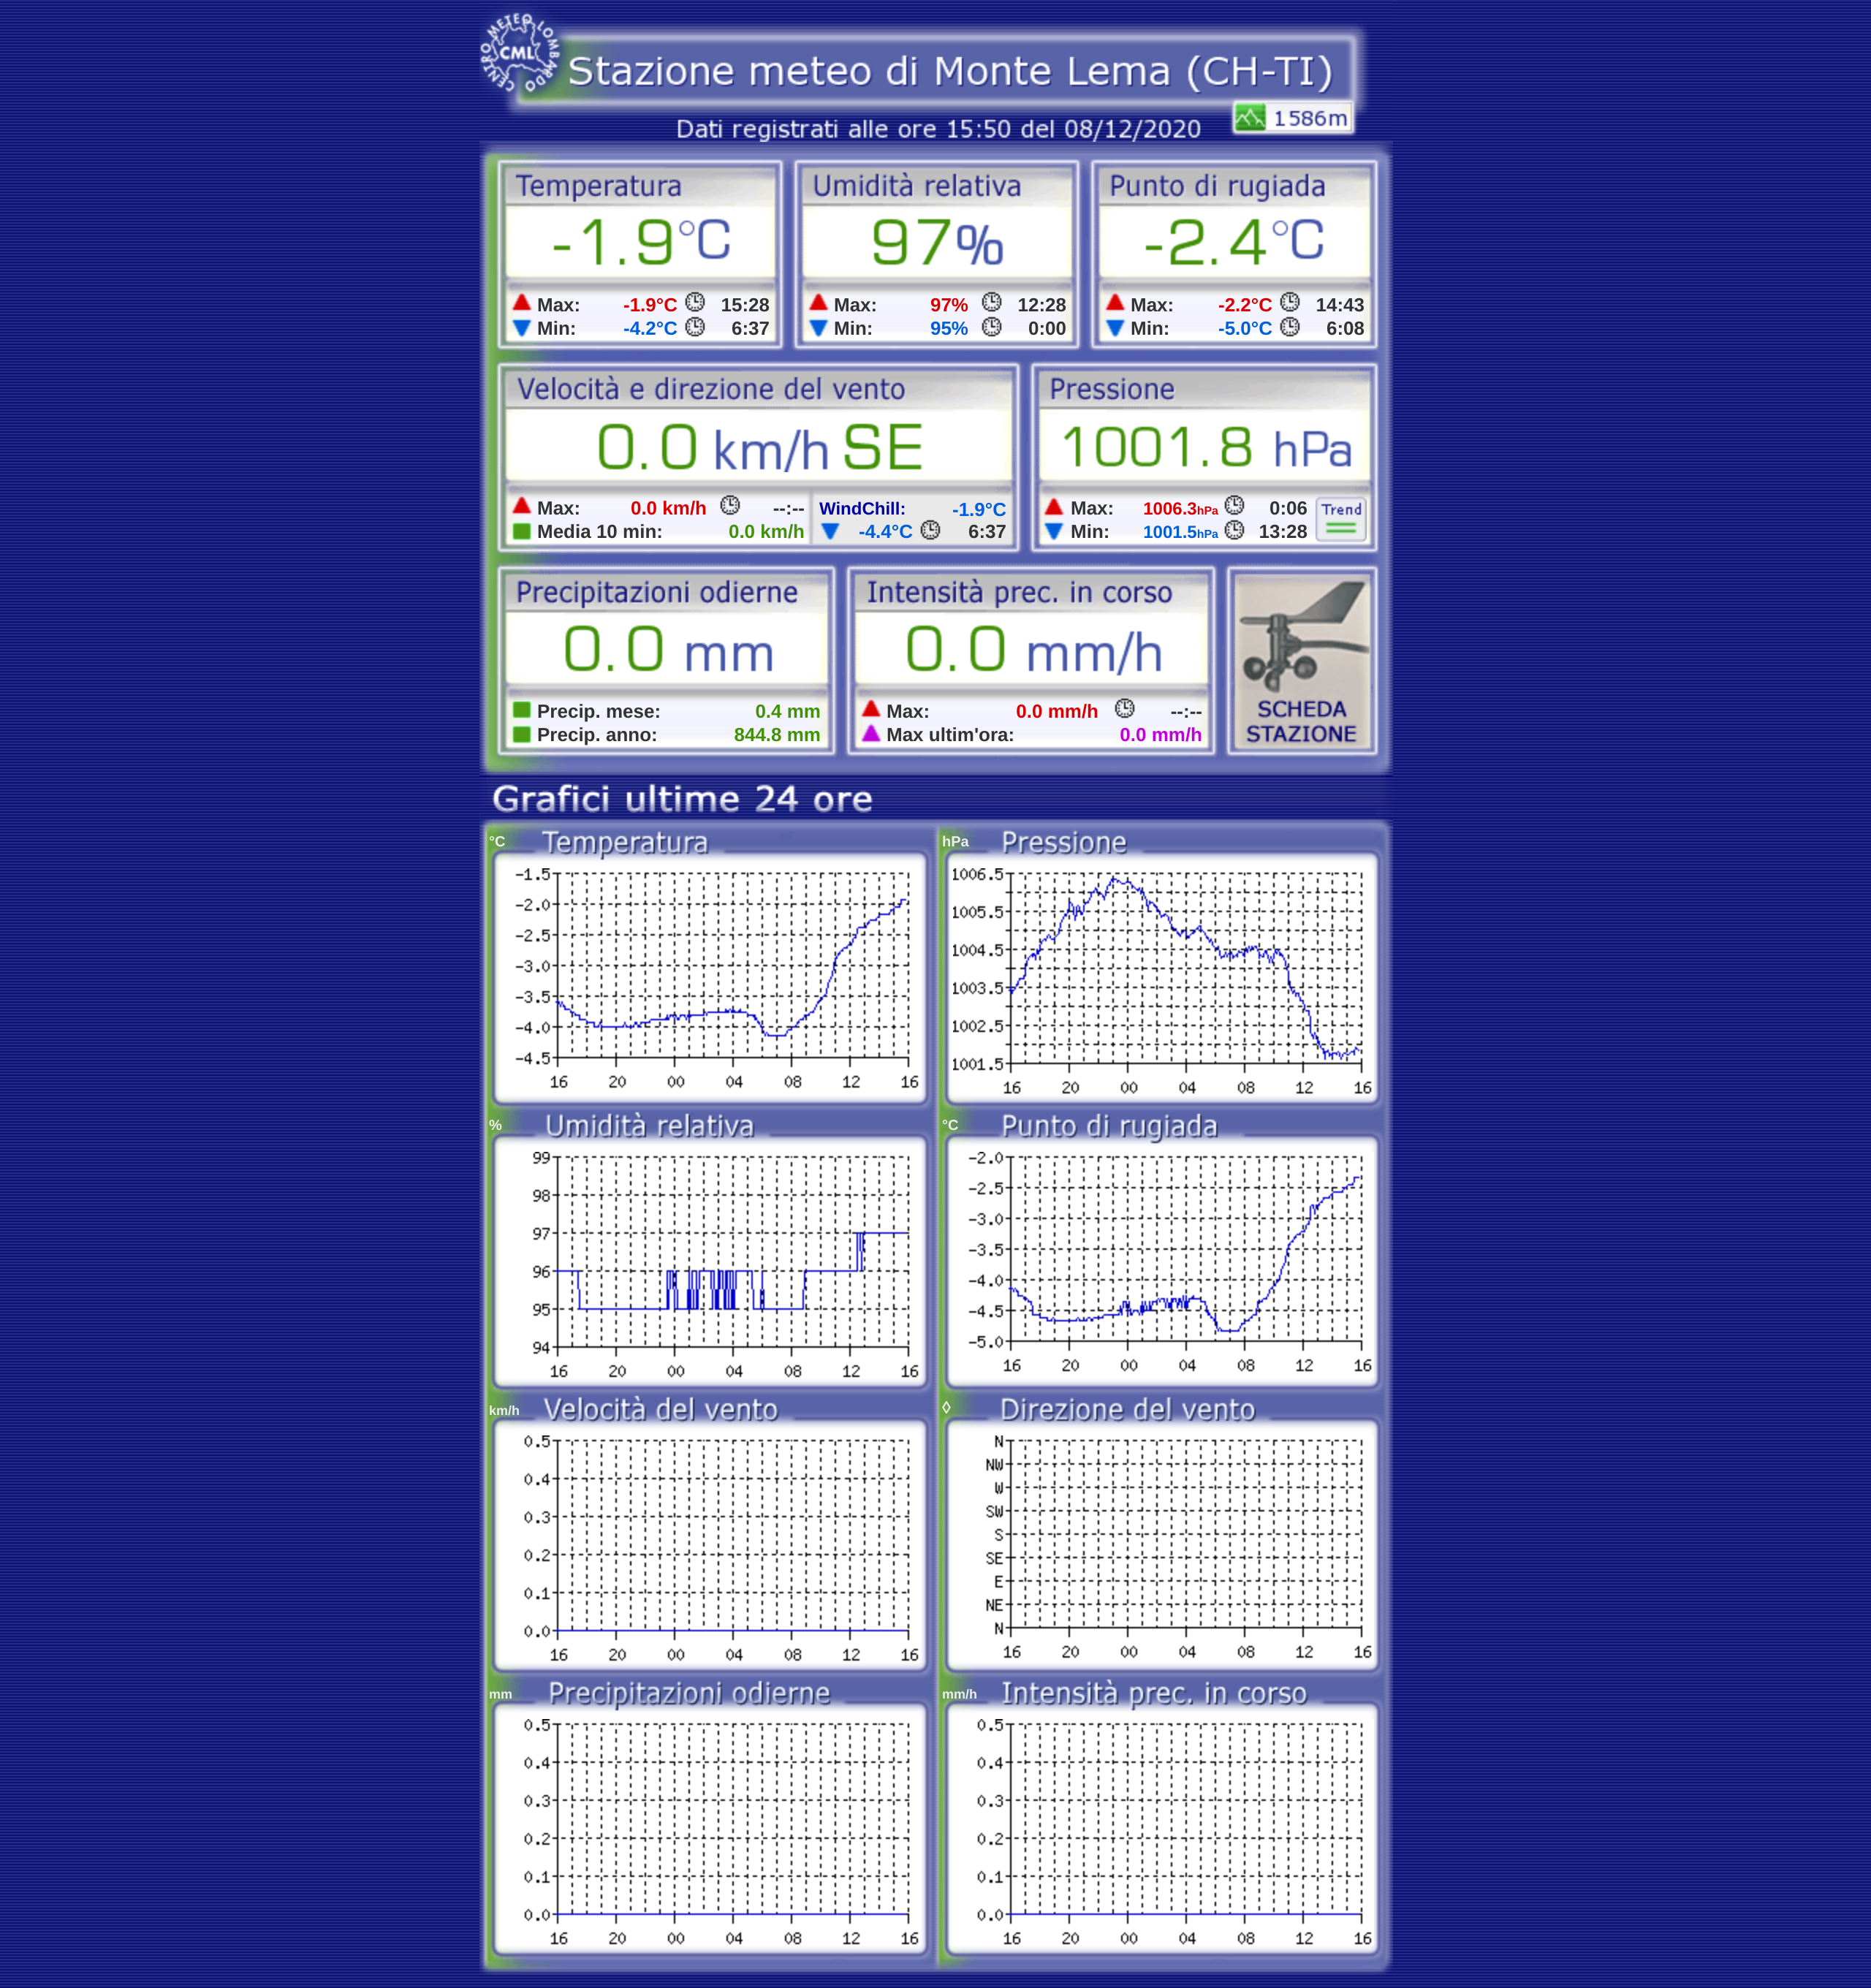 CENTRO METEO LOMBARDO
CML
Stazione meteo di Monte Lema (CH-TI)
1586m
Dati registrati alle ore 15:50 del 08/12/2020
Temperatura
-1.9°C
Max: -1.9°C 15:28
Min: -4.2°C 6:37
Umidità relativa
97%
Max: 97% 12:28
Min: 95% 0:00
Punto di rugiada
-2.4°C
Max: -2.2°C 14:43
Min: -5.0°C 6:08
Velocità e direzione del vento
0.0 km/h SE
Max: 0.0 km/h --:--
Media 10 min: 0.0 km/h
WindChill: -1.9°C
-4.4°C 6:37
Pressione
1001.8 hPa
Max: 1006.3hPa 0:06
Min: 1001.5hPa 13:28
Trend
Precipitazioni odierne
0.0 mm
Precip. mese: 0.4 mm
Precip. anno: 844.8 mm
Intensità prec. in corso
0.0 mm/h
Max: 0.0 mm/h --:--
Max ultim'ora: 0.0 mm/h
SCHEDA
STAZIONE
Grafici ultime 24 ore
°C Temperatura
-1.5
-2.0
-2.5
-3.0
-3.5
-4.0
-4.5
16 20 00 04 08 12 16
hPa Pressione
1006.5
1005.5
1004.5
1003.5
1002.5
1001.5
16 20 00 04 08 12 16
% Umidità relativa
99
98
97
96
95
94
16 20 00 04 08 12 16
°C Punto di rugiada
-2.0
-2.5
-3.0
-3.5
-4.0
-4.5
-5.0
16 20 00 04 08 12 16
km/h Velocità del vento
0.5
0.4
0.3
0.2
0.1
0.0
16 20 00 04 08 12 16
◊ Direzione del vento
N
NW
W
SW
S
SE
E
NE
N
16 20 00 04 08 12 16
mm Precipitazioni odierne
0.5
0.4
0.3
0.2
0.1
0.0
16 20 00 04 08 12 16
mm/h Intensità prec. in corso
0.5
0.4
0.3
0.2
0.1
0.0
16 20 00 04 08 12 16